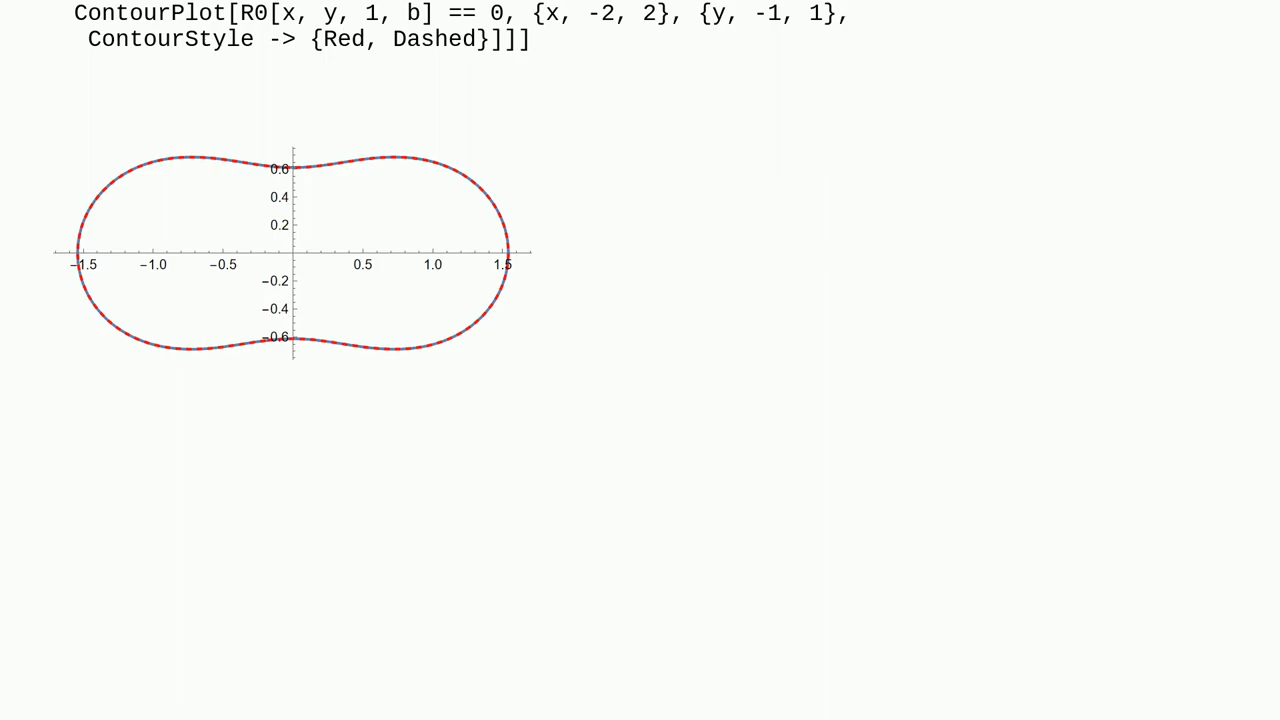 ContourPlot[R0[x, y, 1, b] == 0, {x, -2, 2}, {y, -1, 1},
ContourStyle -> {Red, Dashed}]]]
0.6
0.4
0.2
−1.5 −1.0 −0.5 0.5 1.0 1.5
−0.2
−0.4
−0.6